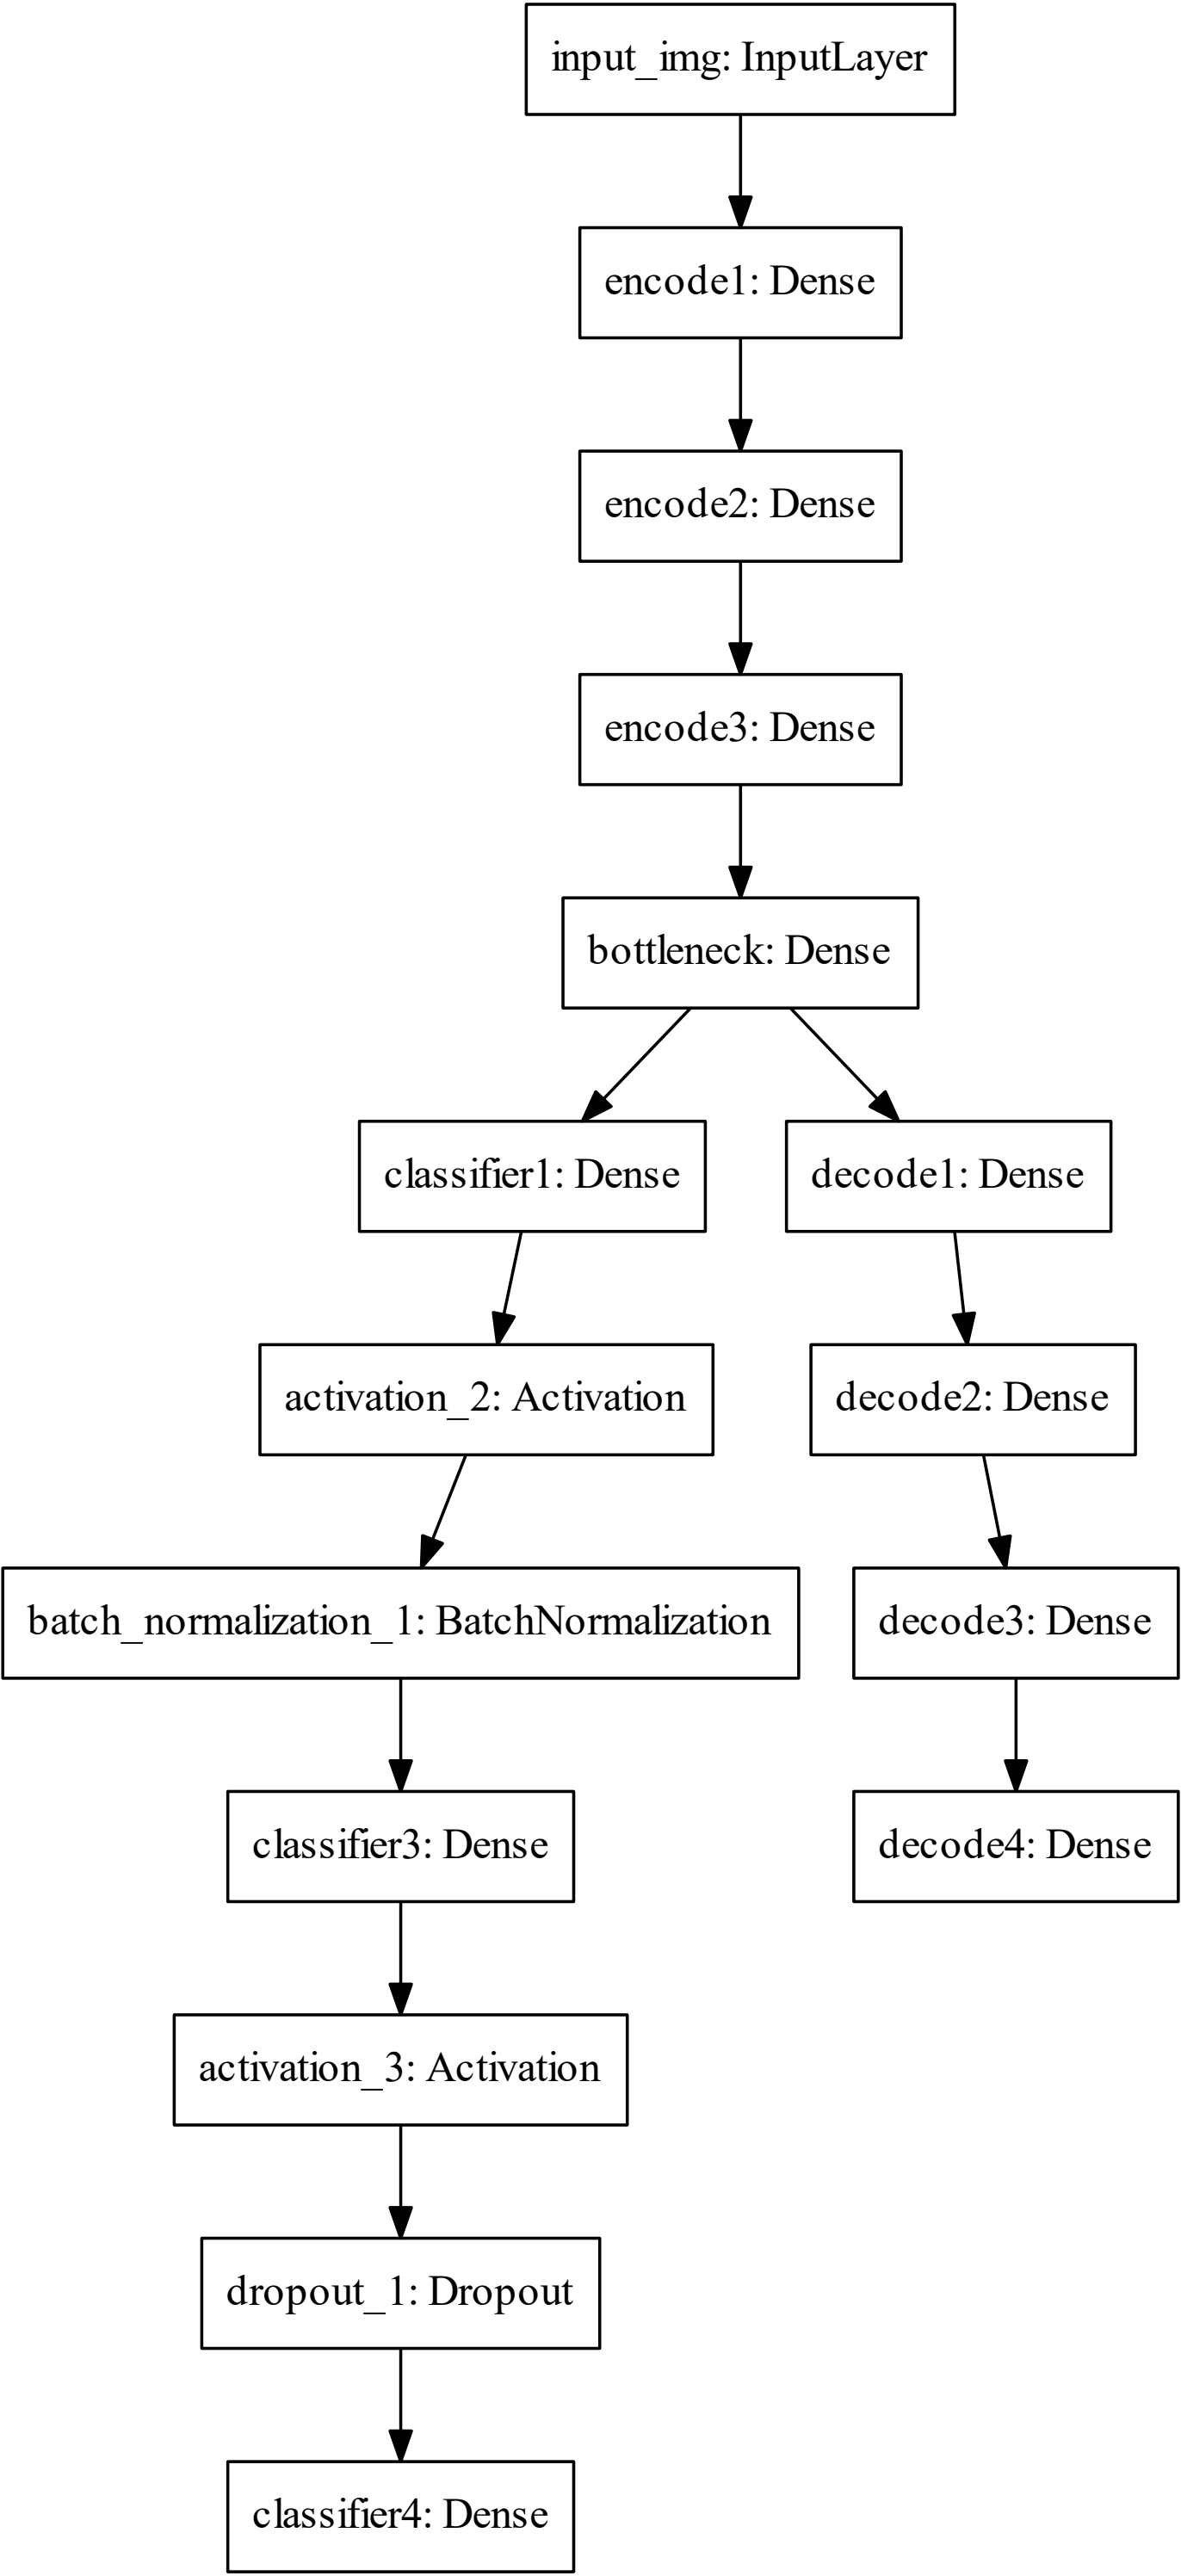 input_img: InputLayer
encode1: Dense
encode2: Dense
encode3: Dense
bottleneck: Dense
classifier1: Dense
decode1: Dense
activation_2: Activation
decode2: Dense
batch_normalization_1: BatchNormalization
decode3: Dense
classifier3: Dense
decode4: Dense
activation_3: Activation
dropout_1: Dropout
classifier4: Dense